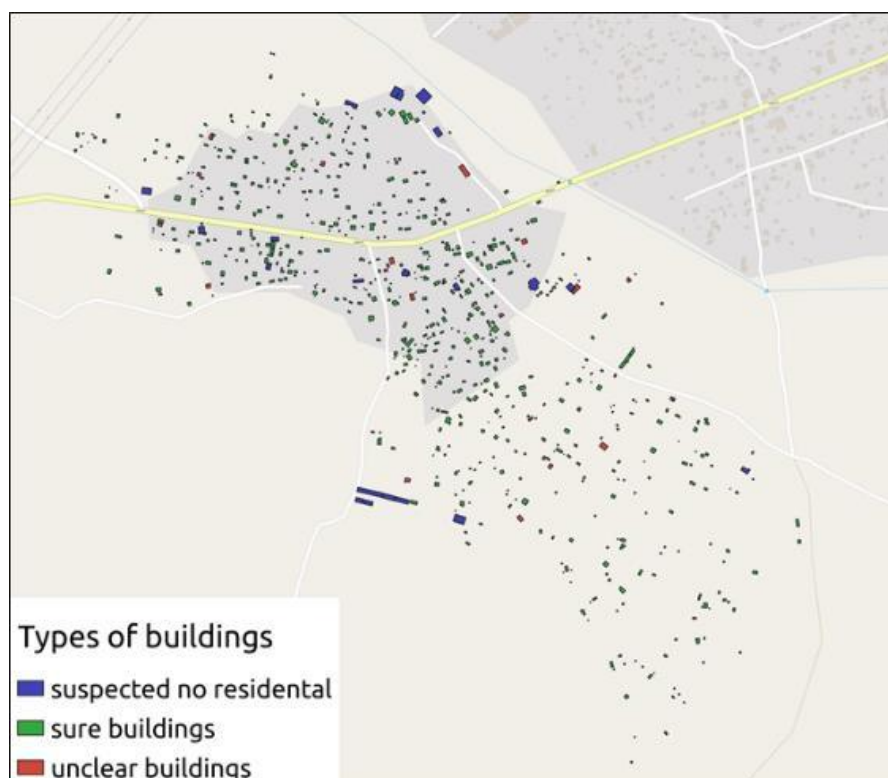 Types of buildings
suspected no residental
sure buildings
unclear buildings